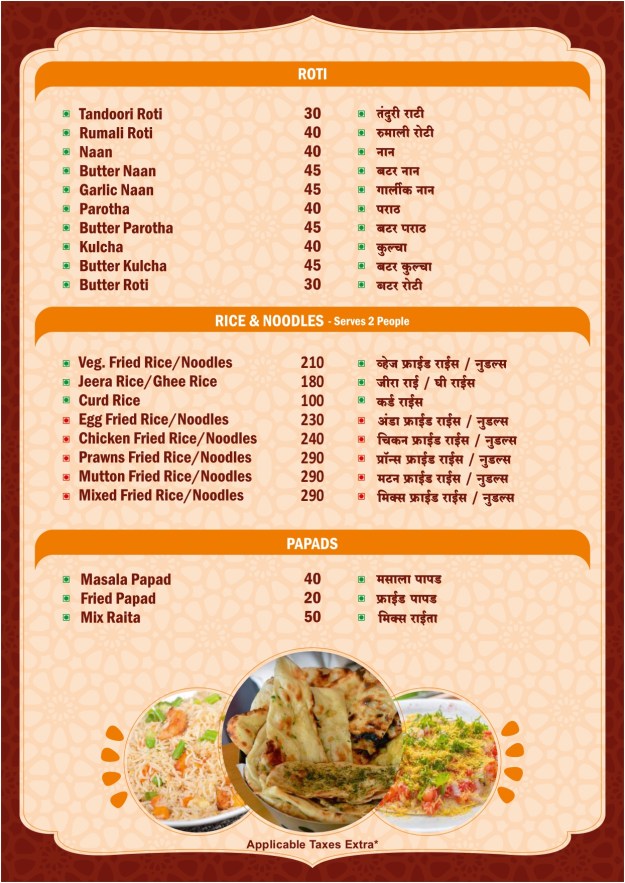 ROTI
Tandoori Roti 30 तंदुरी राटी
Rumali Roti 40 रुमाली रोटी
Naan 40 नान
Butter Naan 45 बटर नान
Garlic Naan 45 गार्लीक नान
Parotha 40 पराठ
Butter Parotha 45 बटर पराठ
Kulcha 40 कुल्चा
Butter Kulcha 45 बटर कुल्चा
Butter Roti 30 बटर रोटी
RICE & NOODLES - Serves 2 People
Veg. Fried Rice/Noodles 210 व्हेज फ्राईड राईस / नुडल्स
Jeera Rice/Ghee Rice 180 जीरा राई / घी राईस
Curd Rice 100 कर्ड राईस
Egg Fried Rice/Noodles 230 अंडा फ्राईड राईस / नुडल्स
Chicken Fried Rice/Noodles 240 चिकन फ्राईड राईस / नुडल्स
Prawns Fried Rice/Noodles 290 प्रॉन्स फ्राईड राईस / नुडल्स
Mutton Fried Rice/Noodles 290 मटन फ्राईड राईस / नुडल्स
Mixed Fried Rice/Noodles 290 मिक्स फ्राईड राईस / नुडल्स
PAPADS
Masala Papad 40 मसाला पापड
Fried Papad 20 फ्राईड पापड
Mix Raita 50 मिक्स राईता
Applicable Taxes Extra*